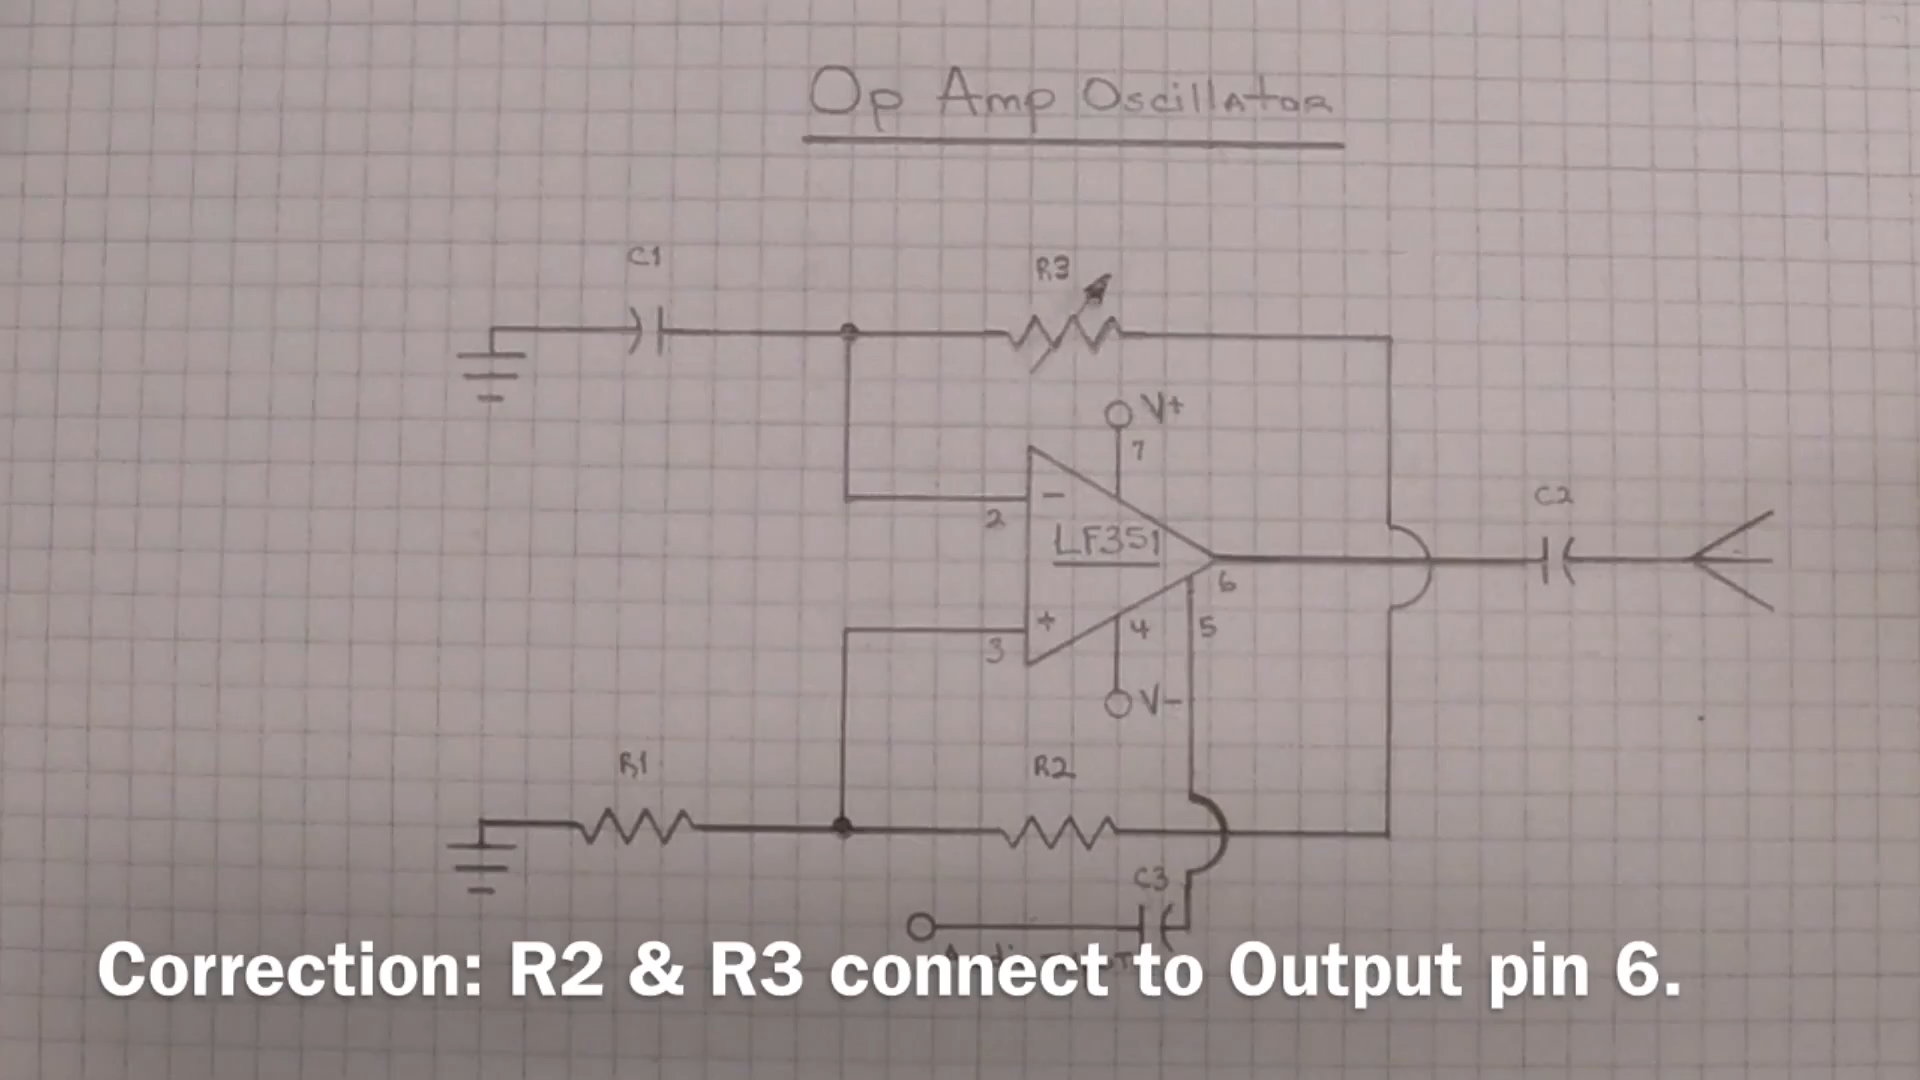 Op Amp Oscillator
C1
R3
V+
7
C2
2
-
LF351
6
+
4
5
3
V-
R1
R2
C3
Correction: R2 & R3 connect to Output pin 6.